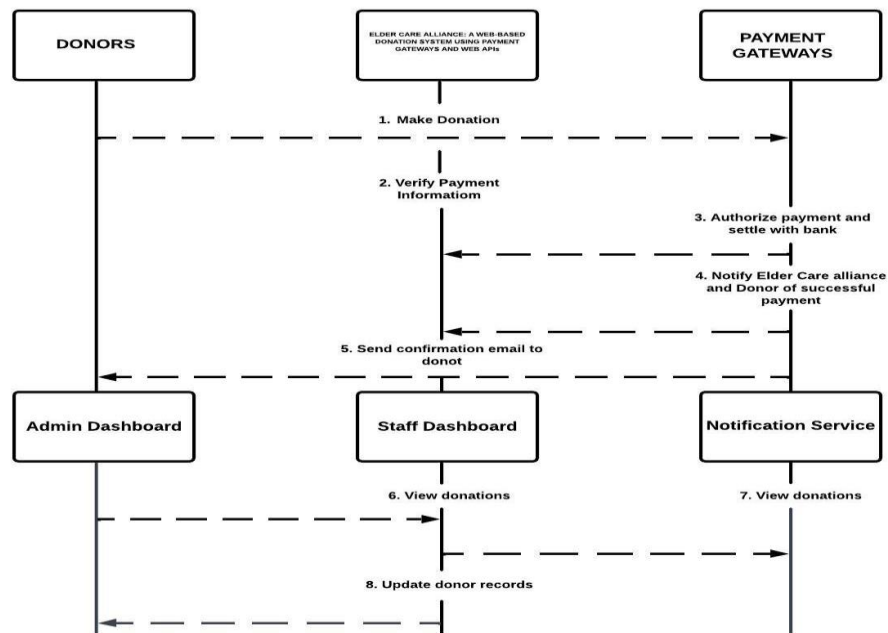 DONORS
ELDER CARE ALLIANCE: A WEB-BASED
DONATION SYSTEM USING PAYMENT
GATEWAYS AND WEB APIs
PAYMENT
GATEWAYS
1. Make Donation
2. Verify Payment
Informatiom
3. Authorize payment and
settle with bank
4. Notify Elder Care alliance
and Donor of successful
payment
5. Send confirmation email to
donot
Admin Dashboard
Staff Dashboard
Notification Service
6. View donations
7. View donations
8. Update donor records